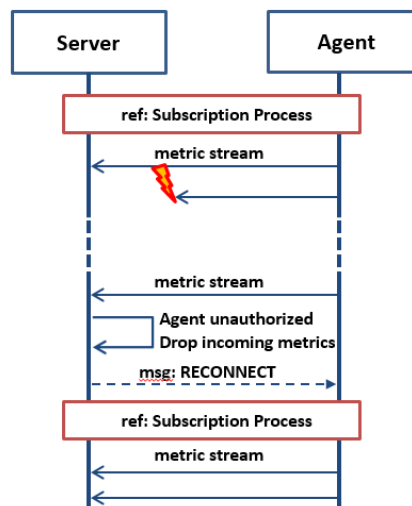 Server
Agent
ref: Subscription Process
metric stream
metric stream
Agent unauthorized
Drop incoming metrics
msg: RECONNECT
ref: Subscription Process
metric stream